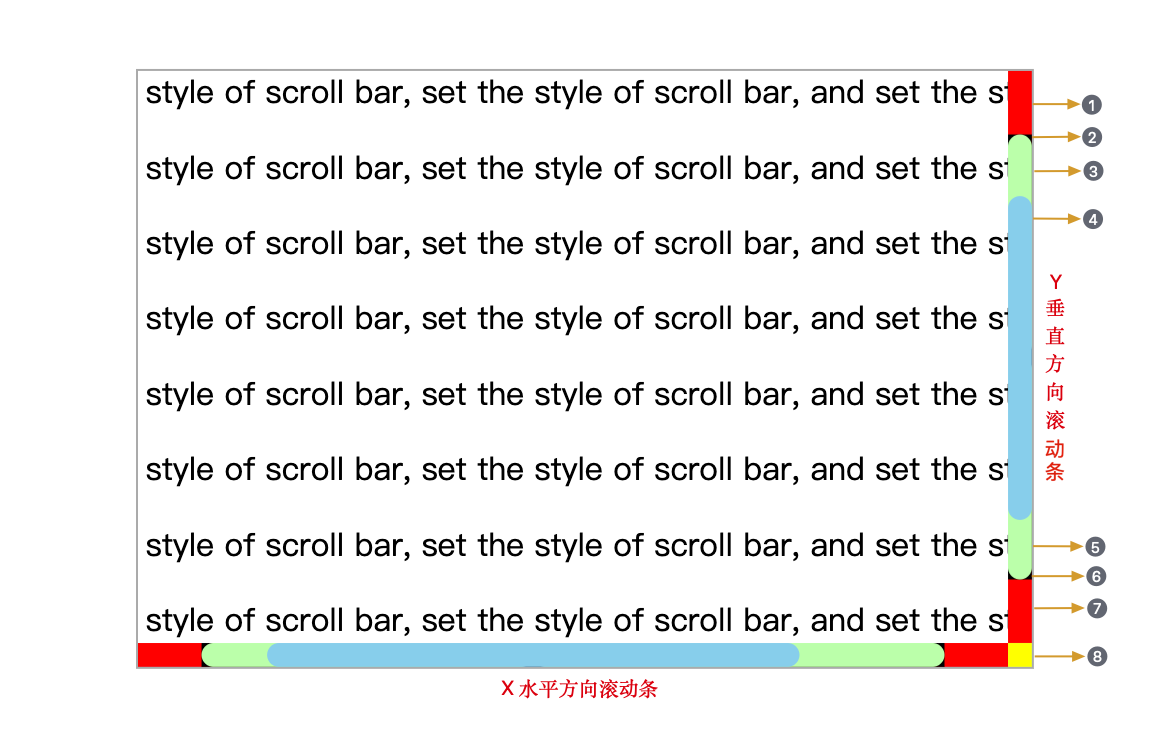 style of scroll bar, set the style of scroll bar, and set the st
1
2
style of scroll bar, set the style of scroll bar, and set the st
3
4
style of scroll bar, set the style of scroll bar, and set the st
style of scroll bar, set the style of scroll bar, and set the st
style of scroll bar, set the style of scroll bar, and set the st
style of scroll bar, set the style of scroll bar, and set the st
Y垂直方向滚动条
style of scroll bar, set the style of scroll bar, and set the st
5
6
7
style of scroll bar, set the style of scroll bar, and set the st
8
X 水平方向滚动条